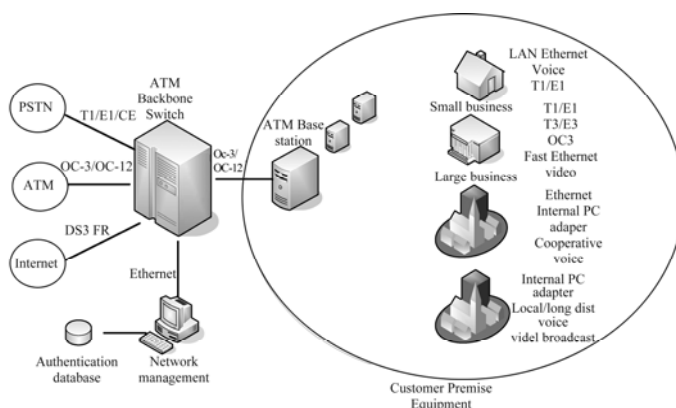 PSTN
T1/E1/CE
ATM
Backbone
Switch
ATM
OC-3/OC-12
Oc-3/
OC-12
Internet
DS3 FR
Ethernet
Authentication
database
Network
management
ATM Base
station
LAN Ethernet
Voice
T1/E1
Small business
T1/E1
T3/E3
OC3
Fast Ethernet
video
Large business
Ethernet
Internal PC
adaper
Cooperative
voice
Internal PC
adapter
Local/long dist
voice
videl broadcast
Customer Premise
Equipment